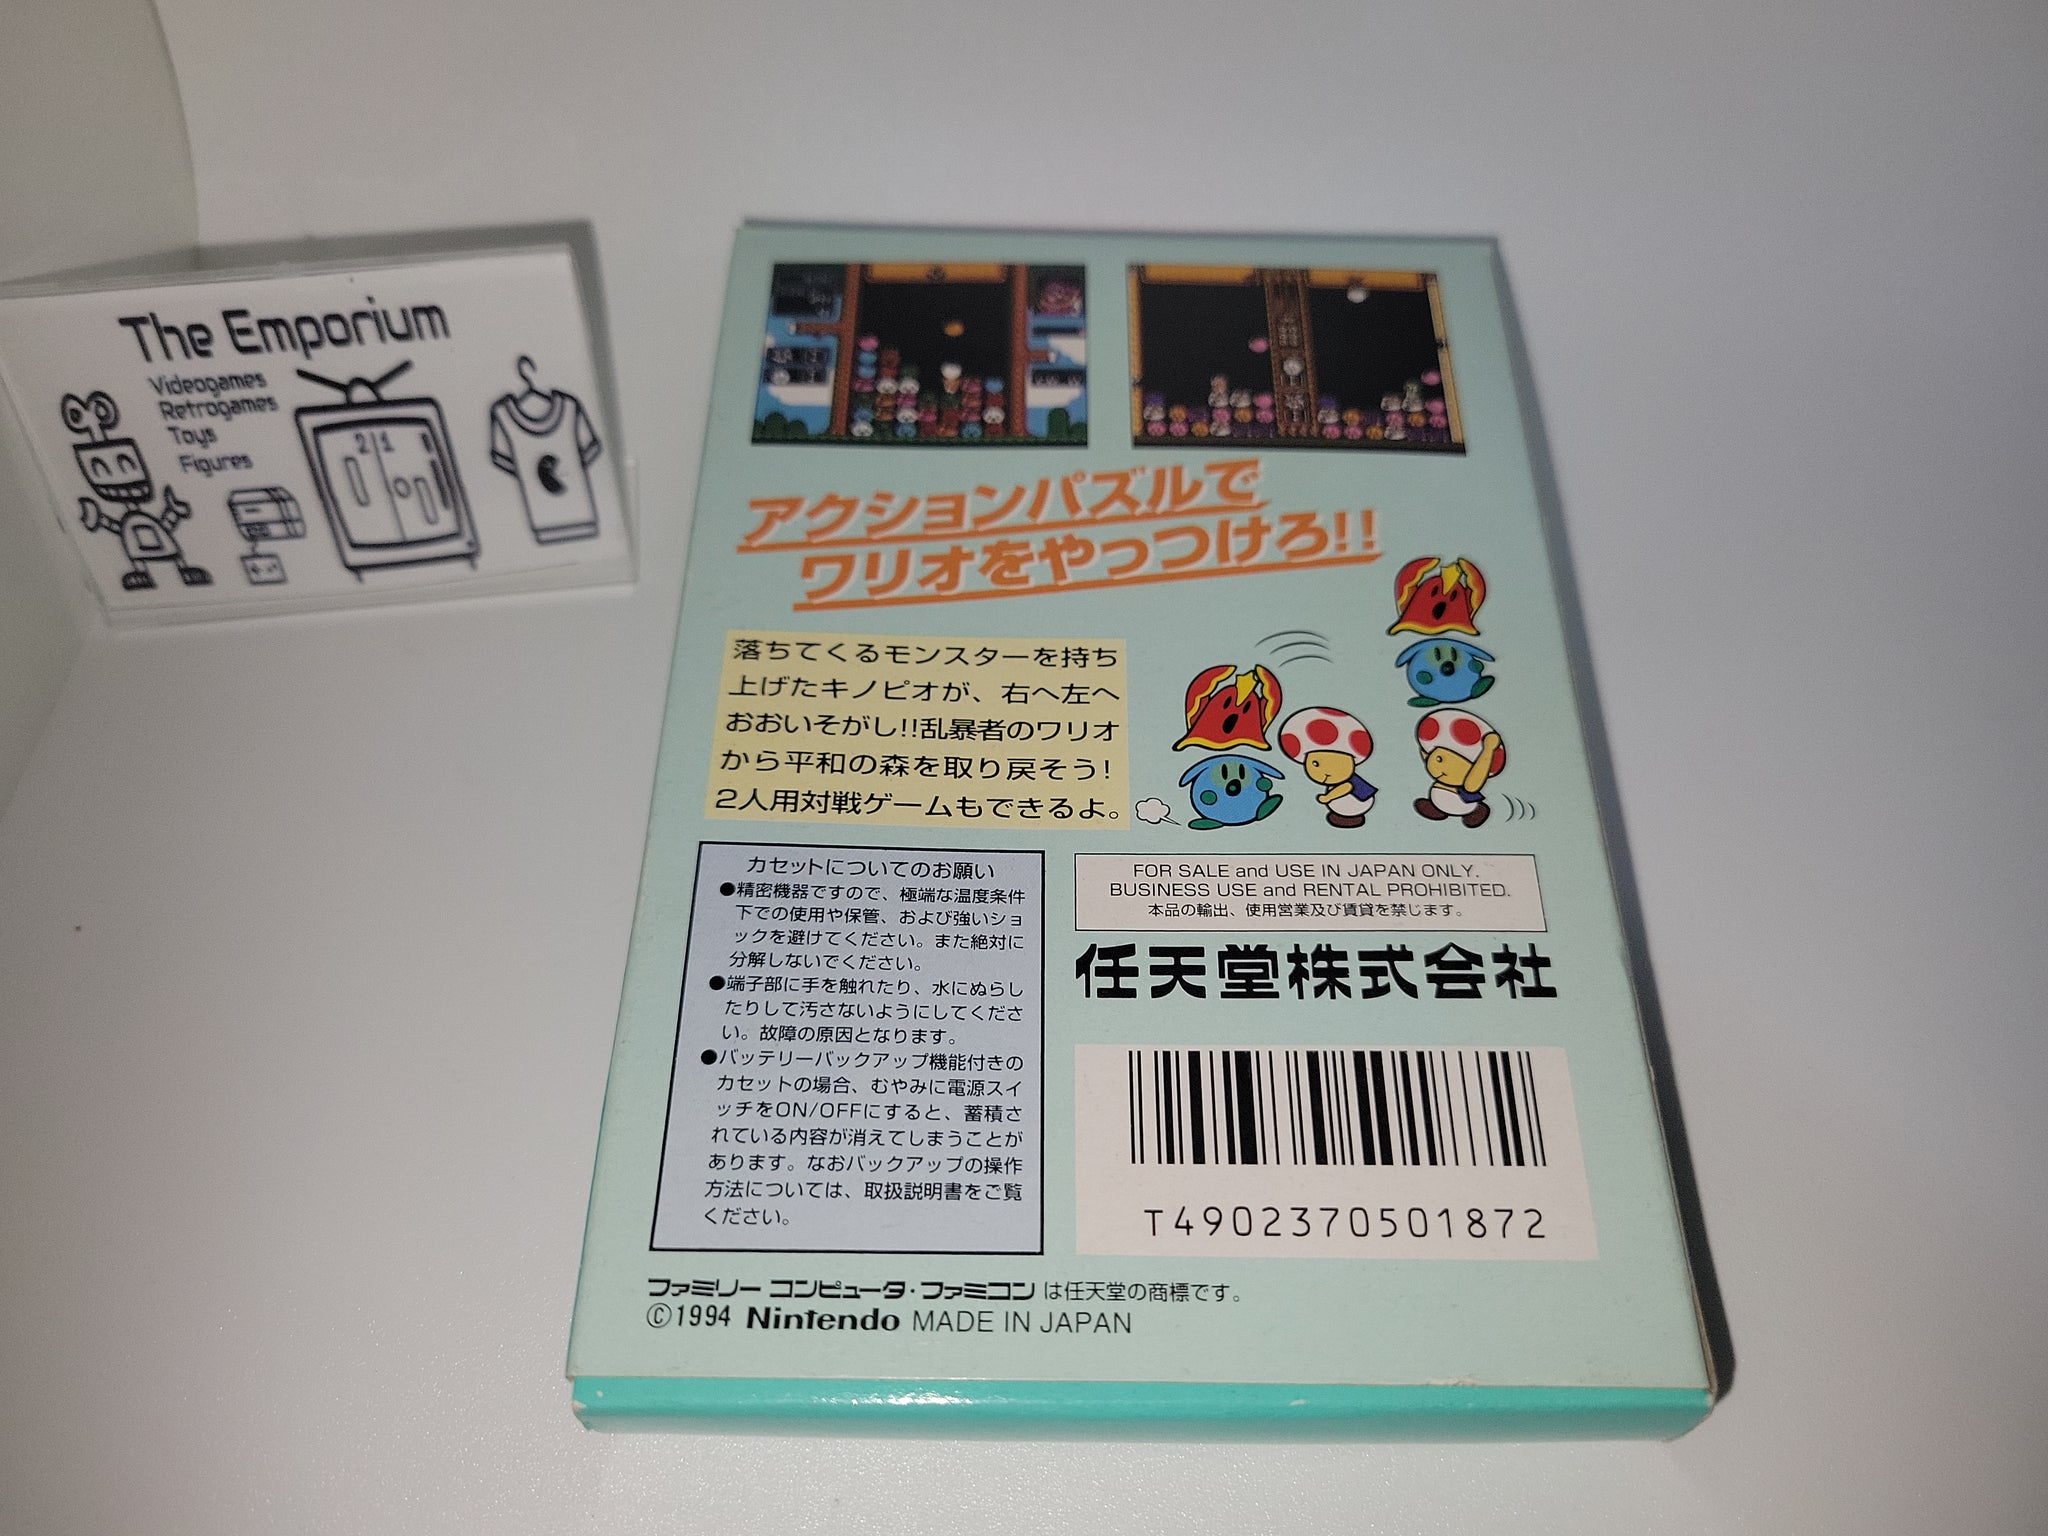 The Emporium
Videogames
Retrogames
Toys
Figures
2 1
アクションパズルで
ワリオをやっつけろ!!
落ちてくるモンスターを持ち
上げたキノピオが、右へ左へ
おおいそがし!!乱暴者のワリオ
から平和の森を取り戻そう!
2人用対戦ゲームもできるよ。
カセットについてのお願い
●精密機器ですので、極端な温度条件
下での使用や保管、および強いショ
ックを避けてください。また絶対に
分解しないでください。
●端子部に手を触れたり、水にぬらし
たりして汚さないようにしてくださ
い。故障の原因となります。
●バッテリーバックアップ機能付きの
カセットの場合、むやみに電源スイ
ッチをON/OFFにすると、蓄積さ
れている内容が消えてしまうことが
あります。なおバックアップの操作
方法については、取扱説明書をご覧
ください。
FOR SALE and USE IN JAPAN ONLY.
BUSINESS USE and RENTAL PROHIBITED.
本品の輸出、使用営業及び賃貸を禁じます。
任天堂株式会社
T4902370501872
ファミリーコンピュータ・ファミコンは任天堂の商標です。
©1994 Nintendo MADE IN JAPAN